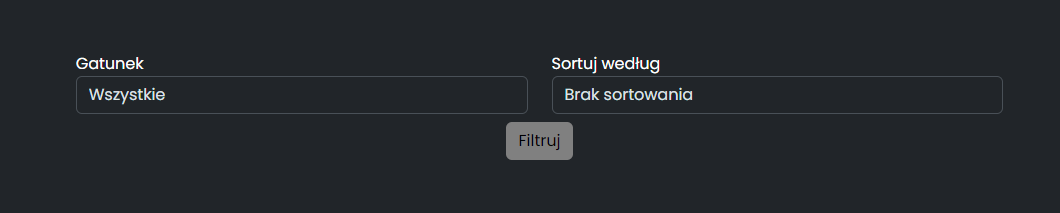 Gatunek
Sortuj według
Wszystkie
Brak sortowania
Filtruj